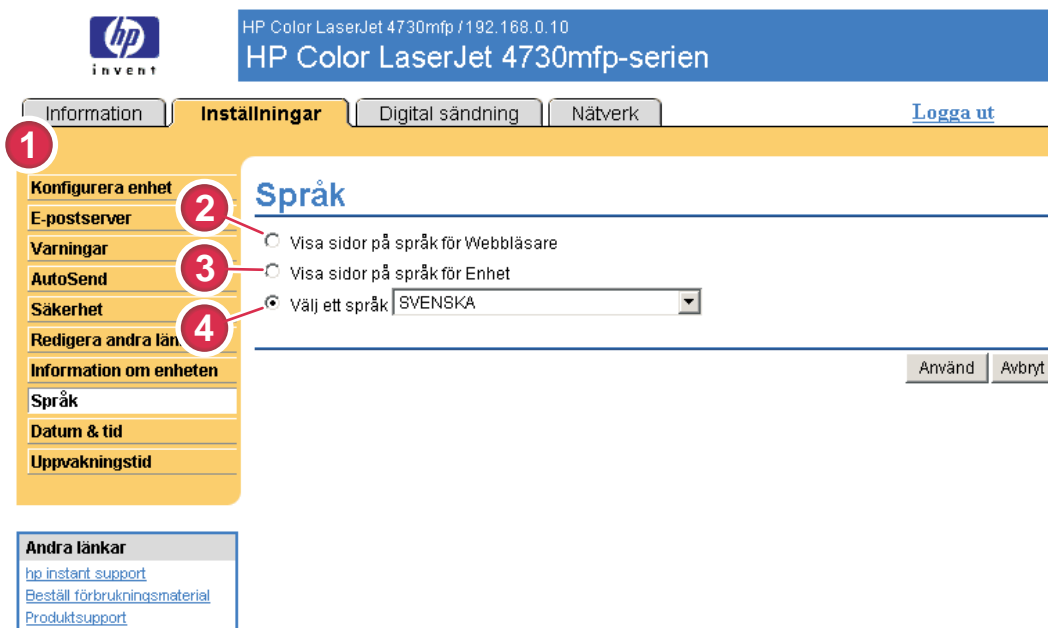 hp
invent
HP Color LaserJet 4730mfp / 192.168.0.10
HP Color LaserJet 4730mfp-serien
Information
Inställningar
Digital sändning
Nätverk
Logga ut
1
Konfigurera enhet
E-postserver
Varningar
AutoSend
Säkerhet
Redigera andra län
Information om enheten
Språk
Datum & tid
Uppvakningstid
Språk
2
Visa sidor på språk för Webbläsare
3
Visa sidor på språk för Enhet
4
Välj ett språk SVENSKA
Använd
Avbryt
Andra länkar
hp instant support
Beställ förbrukningsmaterial
Produktsupport